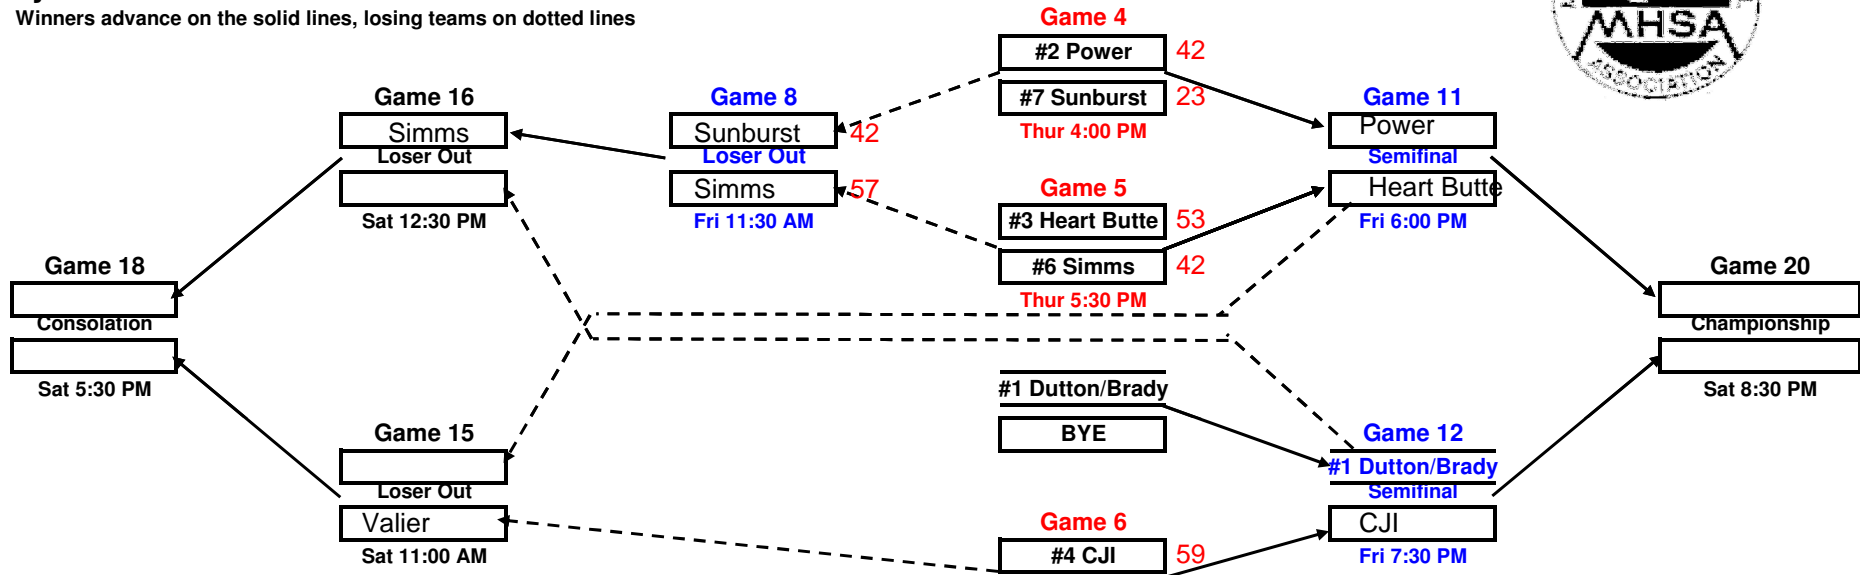 Winners advance on the solid lines, losing teams on dotted lines
MHSA
ASSOCIATION
Game 4
#2 Power 42
#7 Sunburst 23
Thur 4:00 PM
Game 16
Simms
Loser Out
Sat 12:30 PM
Game 8
Sunburst 42
Loser Out
Simms 57
Fri 11:30 AM
Game 5
#3 Heart Butte 53
#6 Simms 42
Thur 5:30 PM
Game 11
Power
Semifinal
Heart Butte
Fri 6:00 PM
Game 18
Consolation
Sat 5:30 PM
Game 20
Championship
Sat 8:30 PM
#1 Dutton/Brady
BYE
Game 15
Loser Out
Valier
Sat 11:00 AM
Game 12
#1 Dutton/Brady
Semifinal
CJI
Fri 7:30 PM
Game 6
#4 CJI 59